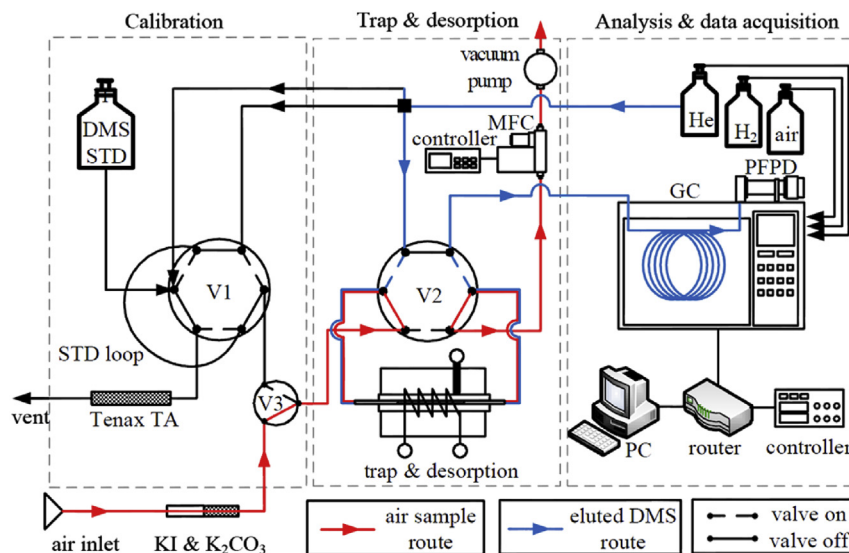 Calibration
Trap & desorption
Analysis & data acquisition
vacuum
pump
DMS
STD
MFC
controller
He
H₂
air
PFPD
GC
V1
V2
STD loop
V3
vent
Tenax TA
trap & desorption
PC
router
controller
air inlet
KI & K₂CO₃
air sample
route
eluted DMS
route
valve on
valve off